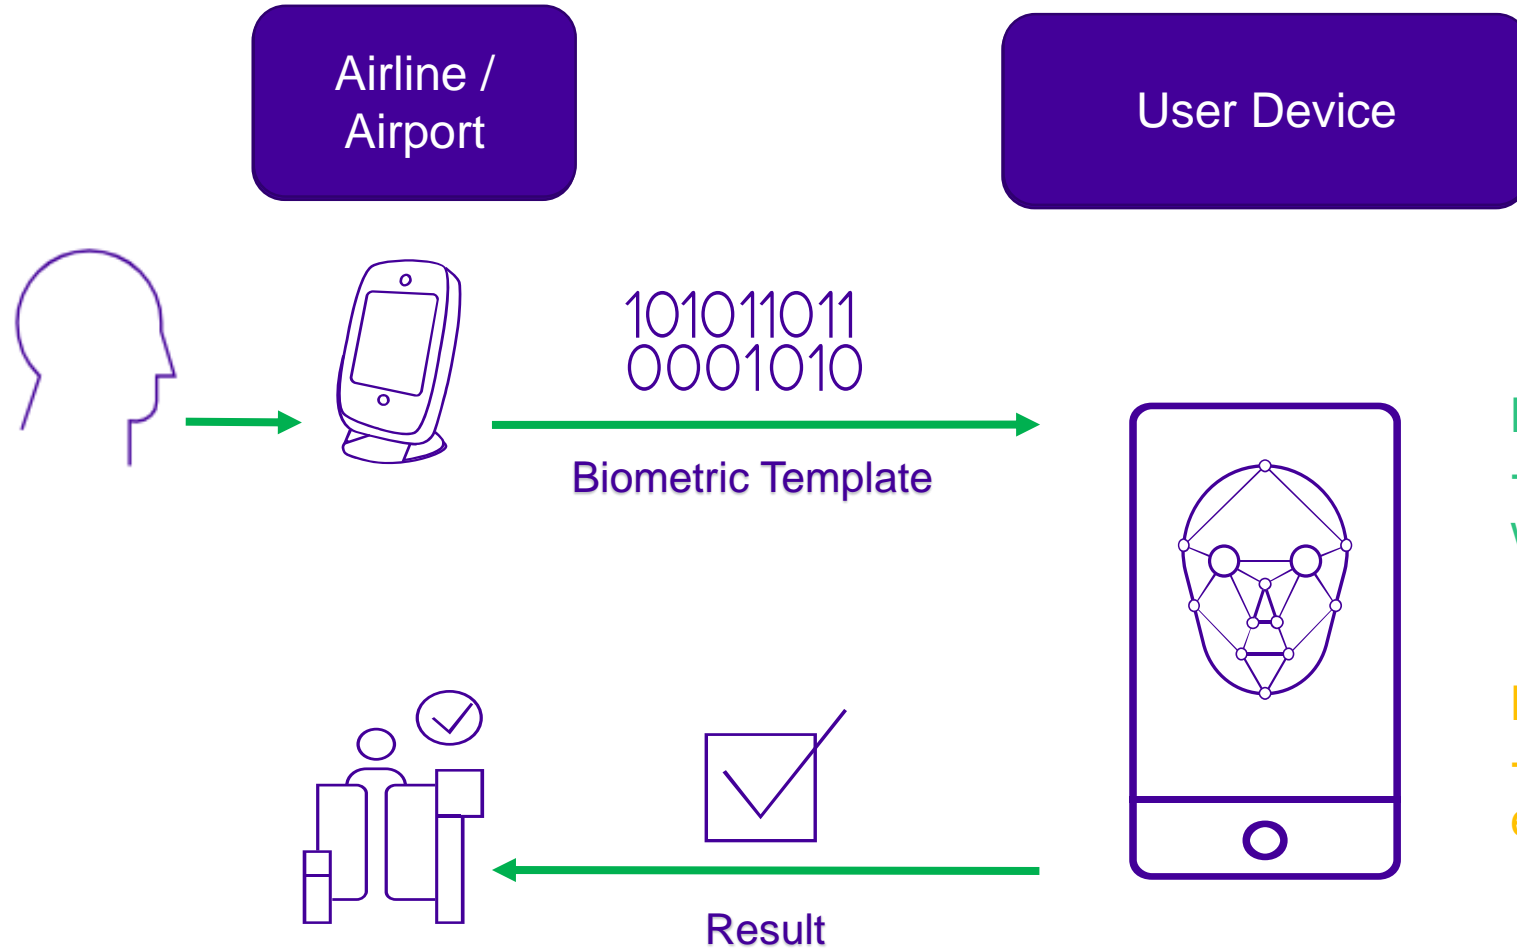 Airline /
Airport
User Device
101011011
0001010
Biometric Template
Result